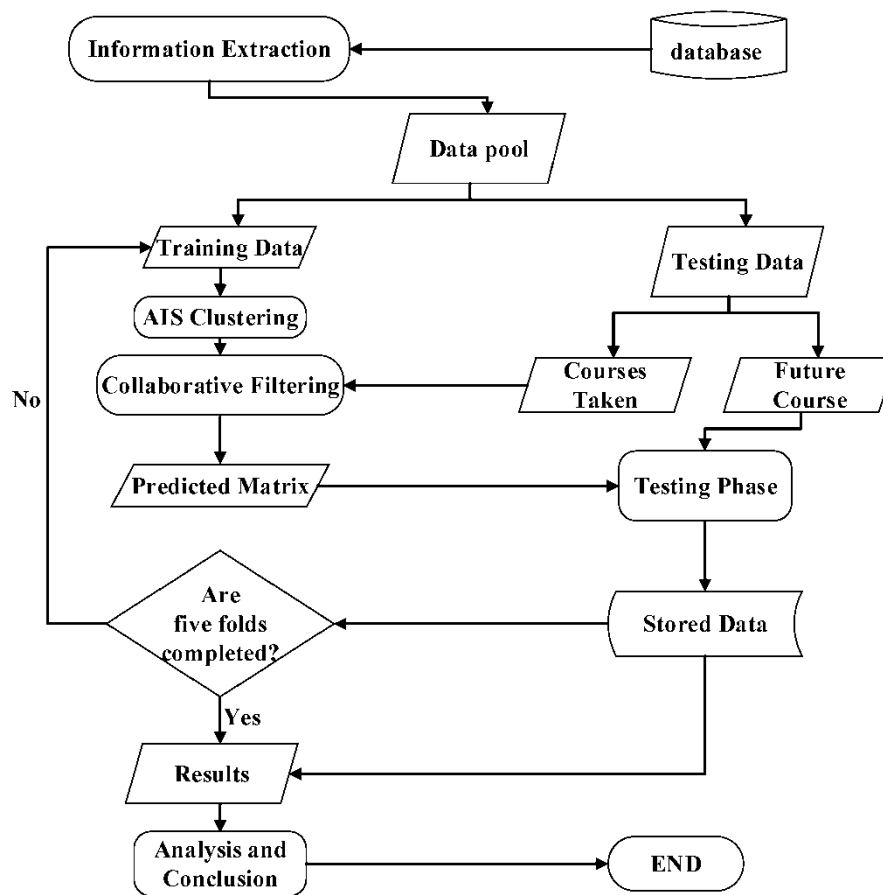 Information Extraction
database
Data pool
Training Data
Testing Data
AIS Clustering
Collaborative Filtering
Courses
Taken
Future
Course
No
Predicted Matrix
Testing Phase
Are
five folds
completed?
Stored Data
Yes
Results
Analysis and
Conclusion
END